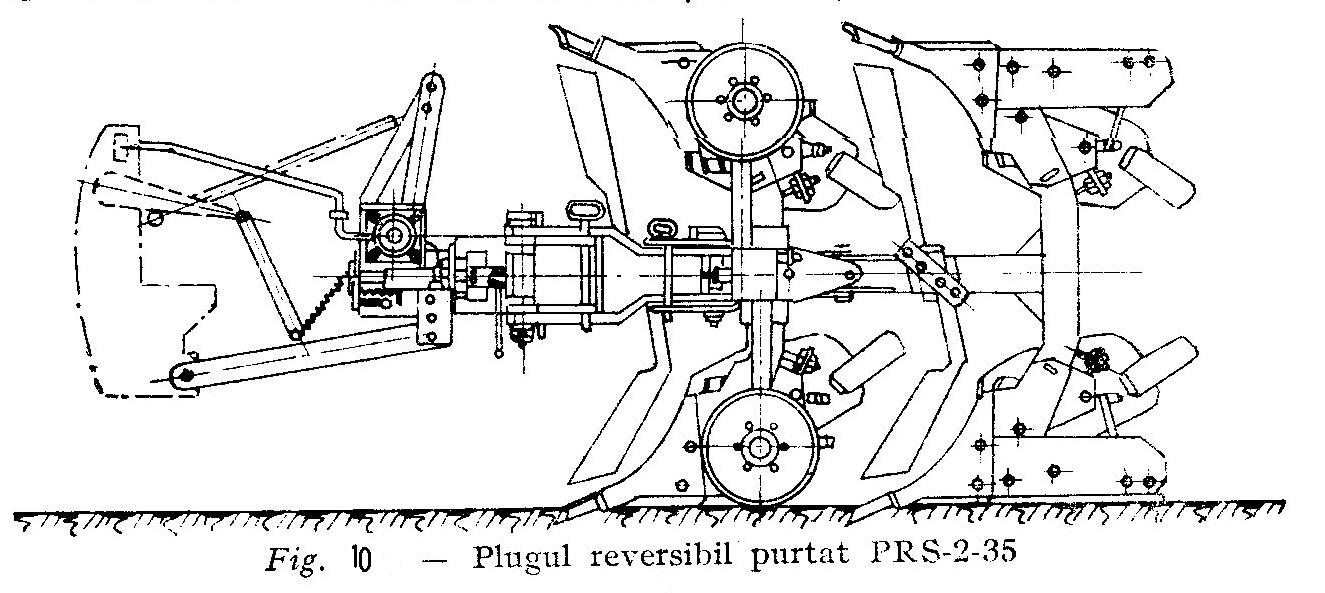 Fig. 10 — Plugul reversibil purtat PRS-2-35